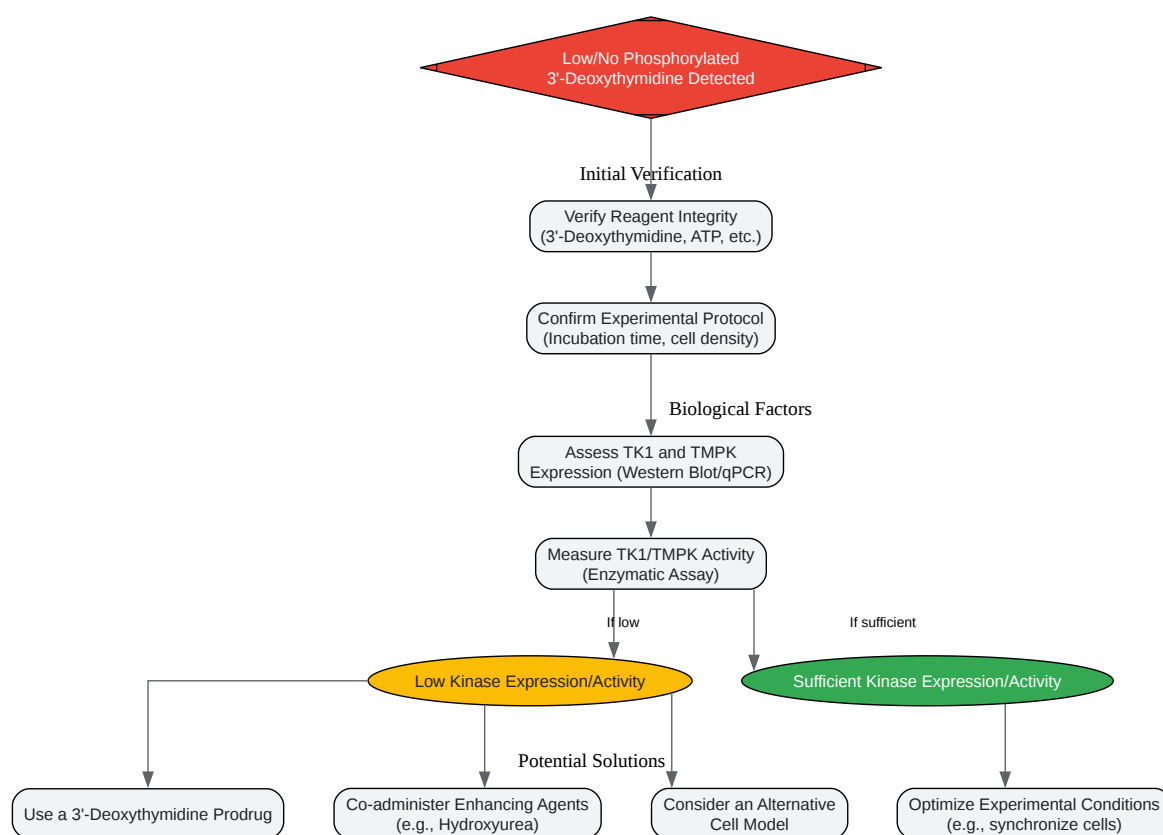 Low/No Phosphorylated
3'-Deoxythymidine Detected
Initial Verification
Verify Reagent Integrity
(3'-Deoxythymidine, ATP, etc.)
Confirm Experimental Protocol
(Incubation time, cell density)
Biological Factors
Assess TK1 and TMPK
Expression (Western Blot/qPCR)
Measure TK1/TMPK Activity
(Enzymatic Assay)
If low
If sufficient
Low Kinase Expression/Activity
Sufficient Kinase Expression/Activity
Potential Solutions
Use a 3'-Deoxythymidine Prodrug
Co-administer Enhancing Agents
(e.g., Hydroxyurea)
Consider an Alternative
Cell Model
Optimize Experimental Conditions
(e.g., synchronize cells)